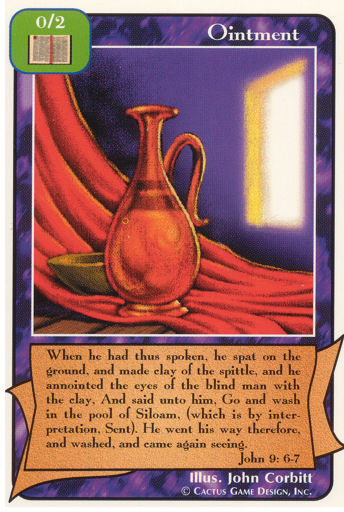 0/2
Ointment
When he had thus spoken, he spat on the
ground, and made clay of the spittle, and he
annointed the eyes of the blind man with
the clay, And said unto him, Go and wash
in the pool of Siloam, (which is by inter-
pretation, Sent). He went his way therefore,
and washed, and came again seeing.
John 9: 6-7
Illus. John Corbitt
© Cactus Game Design, Inc.